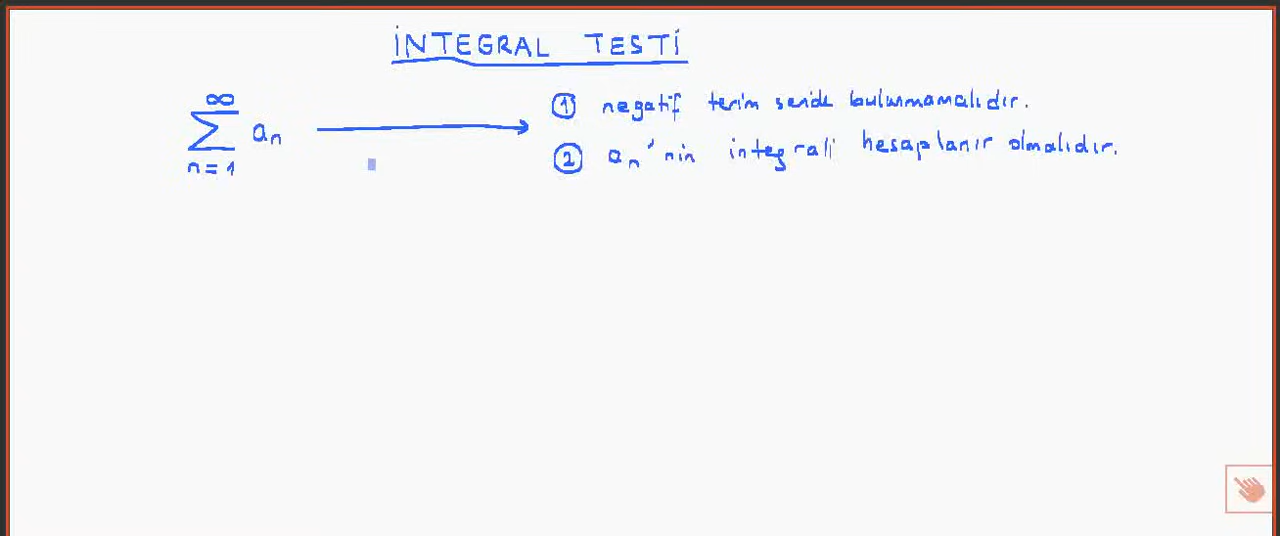 İNTEGRAL TESTİ
∞
∑ aₙ
n=1
① negatif terim seride bulunmamalıdır.
② aₙ'nin integrali hesaplanır olmalıdır.